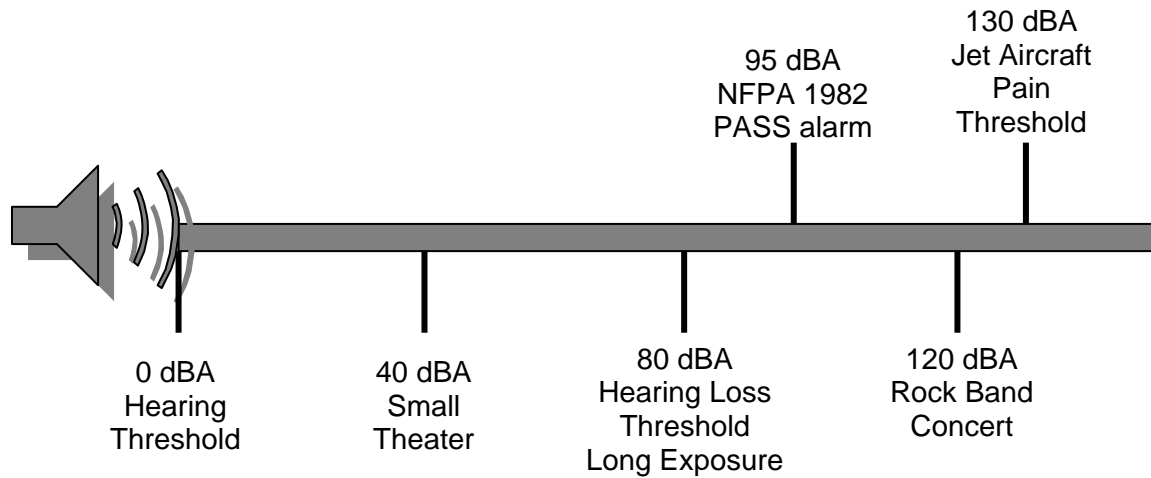 130 dBA
Jet Aircraft
Pain
Threshold
95 dBA
NFPA 1982
PASS alarm
0 dBA
Hearing
Threshold
40 dBA
Small
Theater
80 dBA
Hearing Loss
Threshold
Long Exposure
120 dBA
Rock Band
Concert